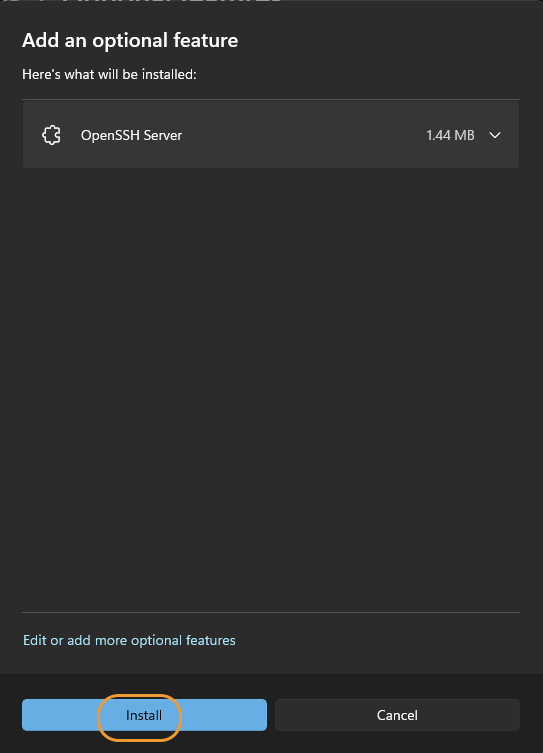 Add an optional feature
Here's what will be installed:
OpenSSH Server 1.44 MB
Edit or add more optional features
Install Cancel